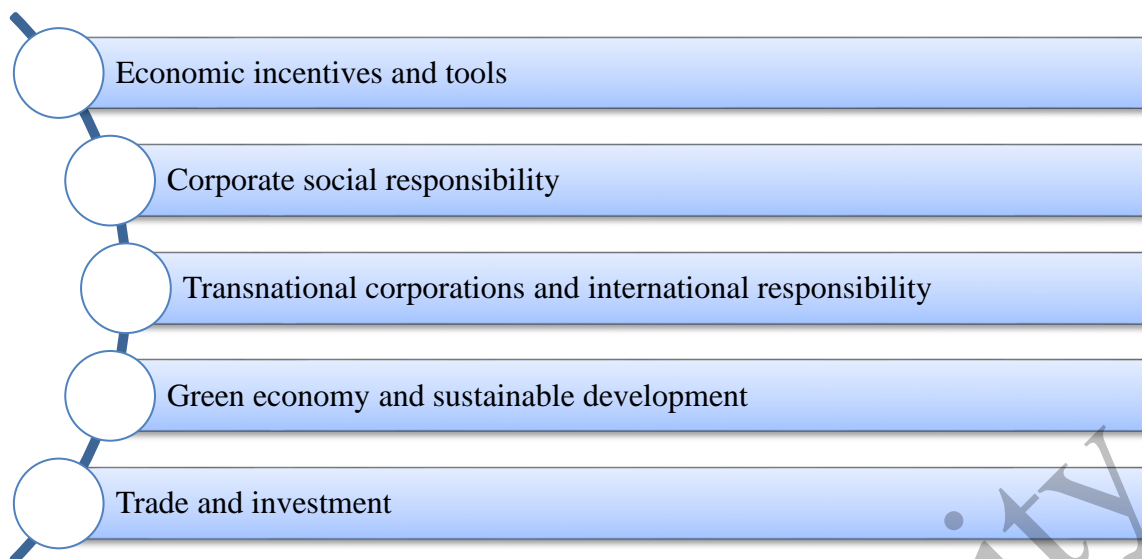 Economic incentives and tools
Corporate social responsibility
Transnational corporations and international responsibility
Green economy and sustainable development
Trade and investment